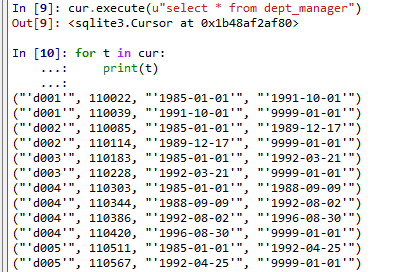 In [9]: cur.execute(u"select * from dept_manager")
Out[9]: <sqlite3.Cursor at 0x1b48af2af80>
In [10]: for t in cur:
...:     print(t)
...:
("'d001'", 110022, "'1985-01-01'", "'1991-10-01'")
("'d001'", 110039, "'1991-10-01'", "'9999-01-01'")
("'d002'", 110085, "'1985-01-01'", "'1989-12-17'")
("'d002'", 110114, "'1989-12-17'", "'9999-01-01'")
("'d003'", 110183, "'1985-01-01'", "'1992-03-21'")
("'d003'", 110228, "'1992-03-21'", "'9999-01-01'")
("'d004'", 110303, "'1985-01-01'", "'1988-09-09'")
("'d004'", 110344, "'1988-09-09'", "'1992-08-02'")
("'d004'", 110386, "'1992-08-02'", "'1996-08-30'")
("'d004'", 110420, "'1996-08-30'", "'9999-01-01'")
("'d005'", 110511, "'1985-01-01'", "'1992-04-25'")
("'d005'", 110567, "'1992-04-25'", "'9999-01-01'")